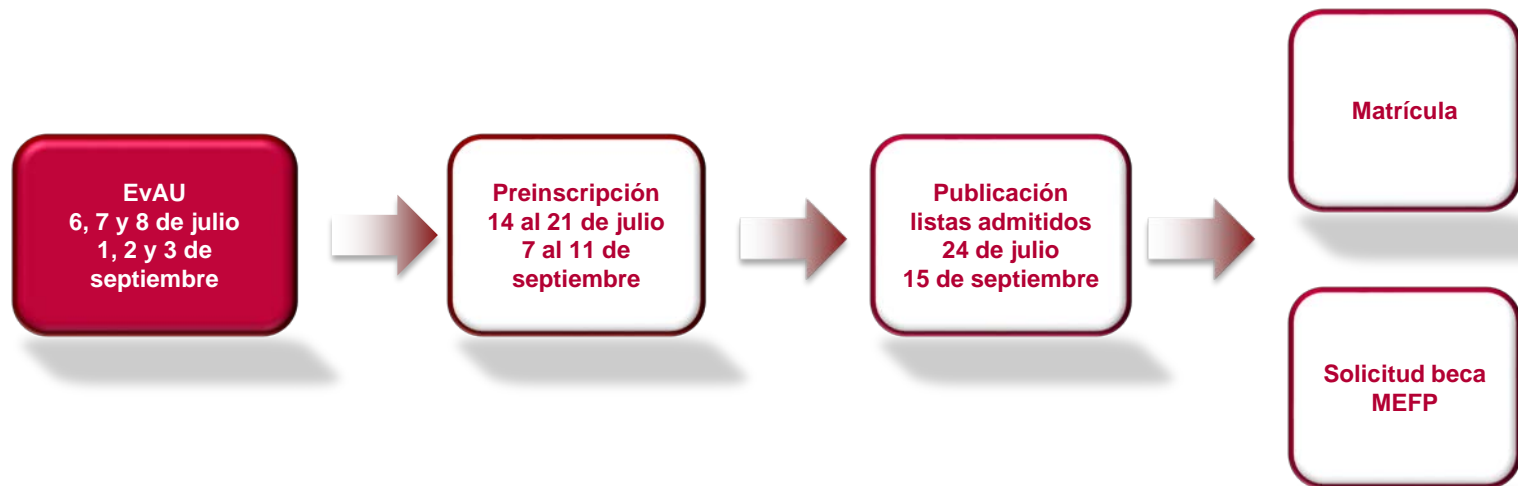 EvAU
6, 7 y 8 de julio
1, 2 y 3 de
septiembre
Preinscripción
14 al 21 de julio
7 al 11 de
septiembre
Publicación
listas admitidos
24 de julio
15 de septiembre
Matrícula
Solicitud beca
MEFP